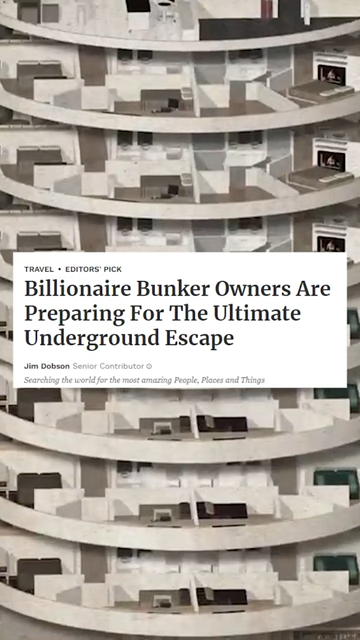 TRAVEL • EDITORS' PICK
Billionaire Bunker Owners Are
Preparing For The Ultimate
Underground Escape
Jim Dobson Senior Contributor
Searching the world for the most amazing People, Places and Things